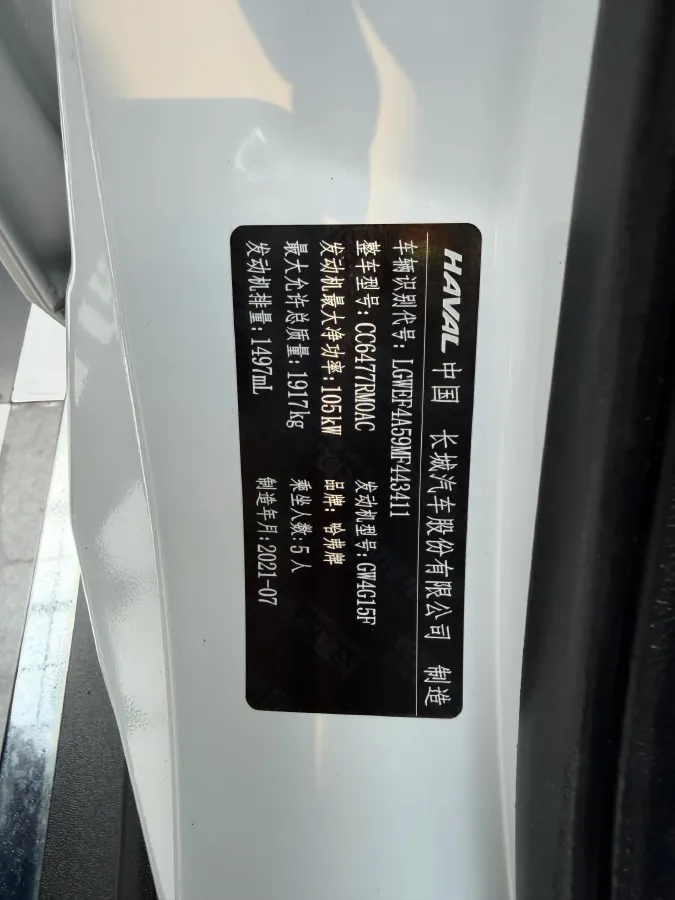 HAVAL 中国 长城汽车股份有限公司 制造
车辆识别代号:LGWEF4A59MF443411
整车型号:CC6477RM0AC 发动机型号:GW4G15F
发动机最大净功率:105kW 品牌:哈弗牌
最大允许总质量:1917kg 乘坐人数:5人
发动机排量:1497mL 制造年月:2021-07